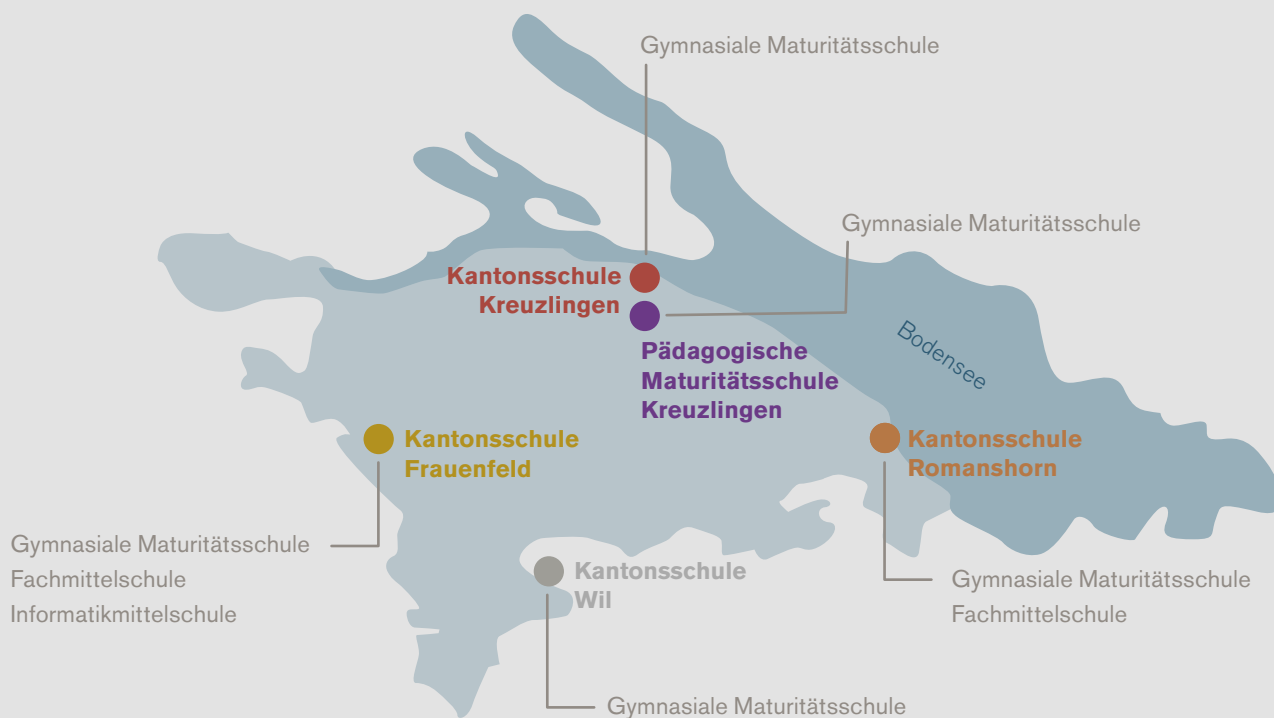 Gymnasiale Maturitätsschule
Gymnasiale Maturitätsschule
Kantonsschule
Kreuzlingen
Pädagogische
Maturitätsschule
Kreuzlingen
Bodensee
Kantonsschule
Frauenfeld
Kantonsschule
Romanshorn
Gymnasiale Maturitätsschule
Fachmittelschule
Informatikmittelschule
Kantonsschule
Wil
Gymnasiale Maturitätsschule
Fachmittelschule
Gymnasiale Maturitätsschule